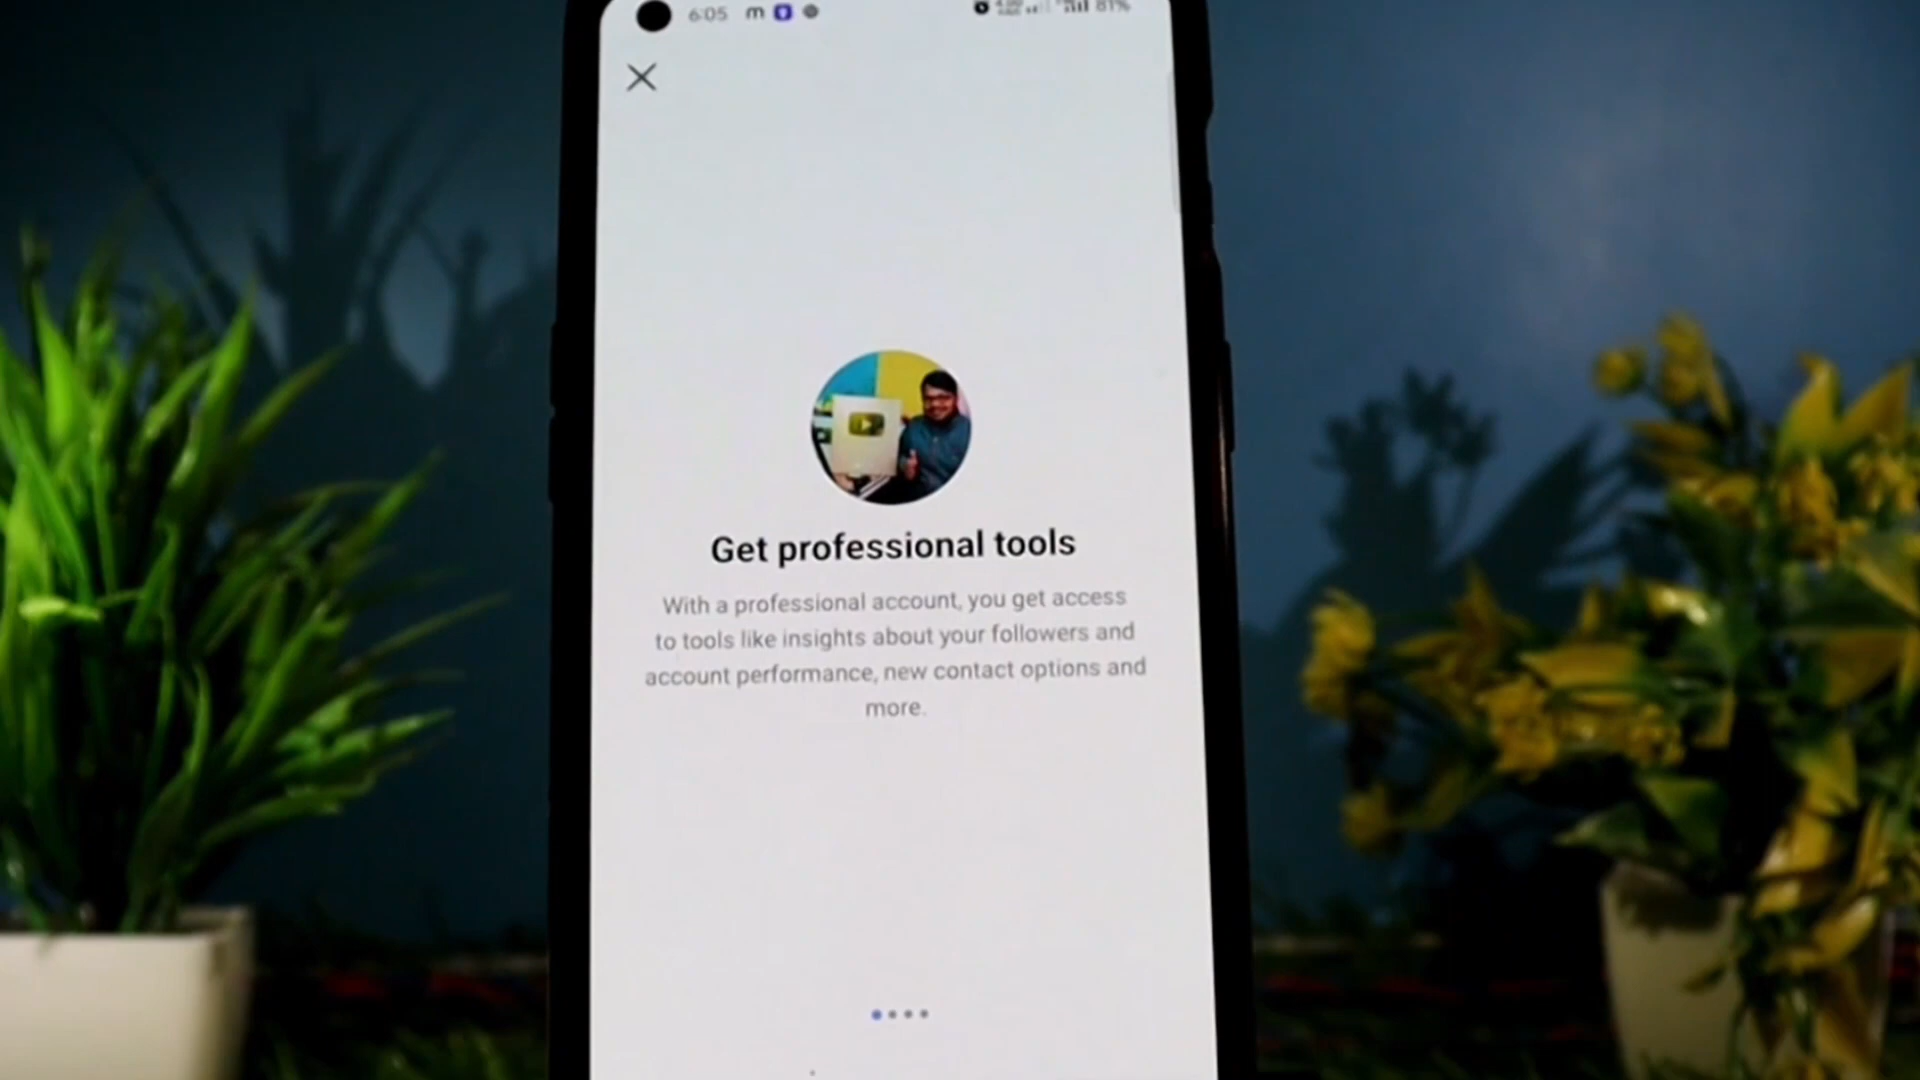 6:05 m 81%
Get professional tools
With a professional account, you get access
to tools like insights about your followers and
account performance, new contact options and
more.